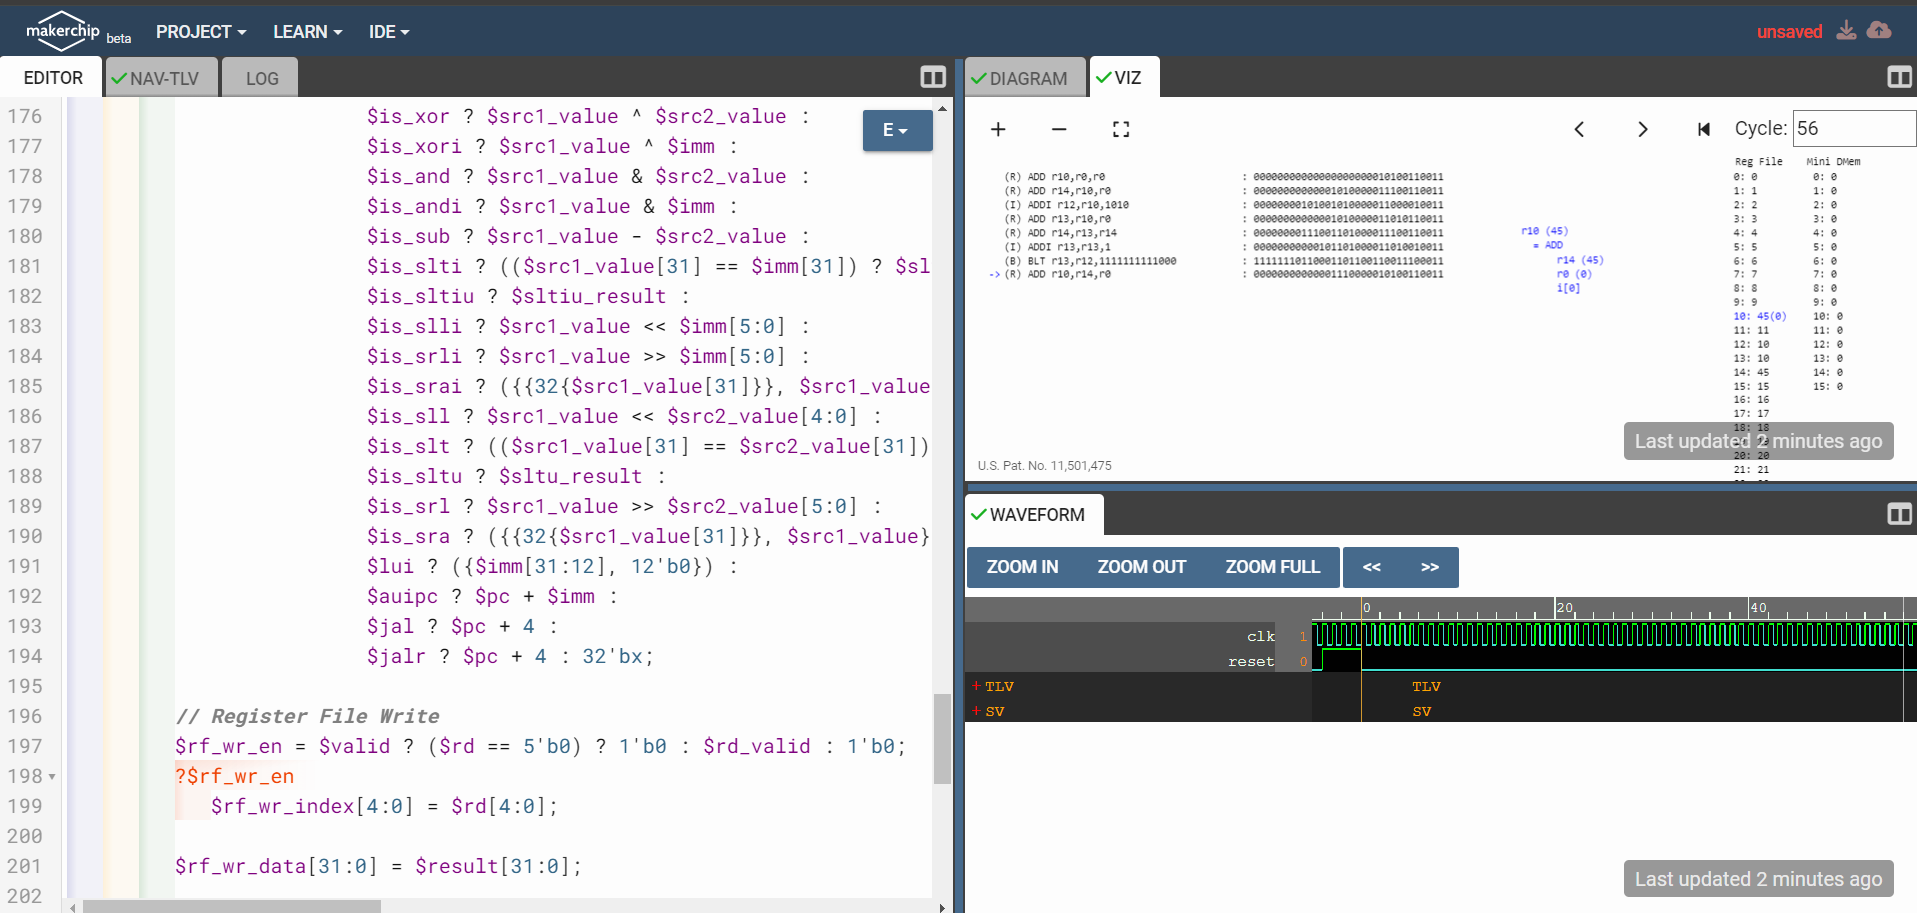 makerchip beta PROJECT LEARN IDE unsaved
EDITOR NAV-TLV LOG
176 $is_xor ? $src1_value ^ $src2_value :
177 $is_xori ? $src1_value ^ $imm :
178 $is_and ? $src1_value & $src2_value :
179 $is_andi ? $src1_value & $imm :
180 $is_sub ? $src1_value - $src2_value :
181 $is_slti ? (($src1_value[31] == $imm[31]) ? $sl
182 $is_sltiu ? $sltiu_result :
183 $is_slli ? $src1_value << $imm[5:0] :
184 $is_srli ? $src1_value >> $imm[5:0] :
185 $is_srai ? ({{32{$src1_value[31]}}, $src1_value
186 $is_sll ? $src1_value << $src2_value[4:0] :
187 $is_slt ? (($src1_value[31] == $src2_value[31])
188 $is_sltu ? $sltu_result :
189 $is_srl ? $src1_value >> $src2_value[5:0] :
190 $is_sra ? ({{32{$src1_value[31]}}, $src1_value}
191 $lui ? ({$imm[31:12], 12'b0}) :
192 $auipc ? $pc + $imm :
193 $jal ? $pc + 4 :
194 $jalr ? $pc + 4 : 32'bx;
195
196 // Register File Write
197 $rf_wr_en = $valid ? ($rd == 5'b0) ? 1'b0 : $rd_valid : 1'b0;
198 ?$rf_wr_en
199 $rf_wr_index[4:0] = $rd[4:0];
200
201 $rf_wr_data[31:0] = $result[31:0];
202
E
DIAGRAM VIZ
Cycle: 56
(R) ADD r10,r0,r0 : 00000000000000000000010100110011
(R) ADD r14,r10,r0 : 00000000000001010000011100110011
(I) ADDI r12,r10,1010 : 00000000101001010000011000010011
(R) ADD r13,r10,r0 : 00000000000001010000011010110011
(R) ADD r14,r13,r14 : 00000000111001101000011100110011
(I) ADDI r13,r13,1 : 00000000000101101000011010010011
(B) BLT r13,r12,1111111111000 : 11111110110001101100110011100011
-> (R) ADD r10,r14,r0 : 00000000000001110000010100110011
r10 (45)
= ADD
r14 (45)
r0 (0)
i[0]
Reg File Mini DMem
0: 0 0: 0
1: 1 1: 0
2: 2 2: 0
3: 3 3: 0
4: 4 4: 0
5: 5 5: 0
6: 6 6: 0
7: 7 7: 0
8: 8 8: 0
9: 9 9: 0
10: 45(0) 10: 0
11: 11 11: 0
12: 10 12: 0
13: 10 13: 0
14: 45 14: 0
15: 15 15: 0
16: 16
17: 17
18: 18
20: 20
21: 21
Last updated 2 minutes ago
U.S. Pat. No. 11,501,475
WAVEFORM
ZOOM IN ZOOM OUT ZOOM FULL << >>
0 20 40
clk 1
reset 0
+ TLV TLV
+ SV SV
Last updated 2 minutes ago